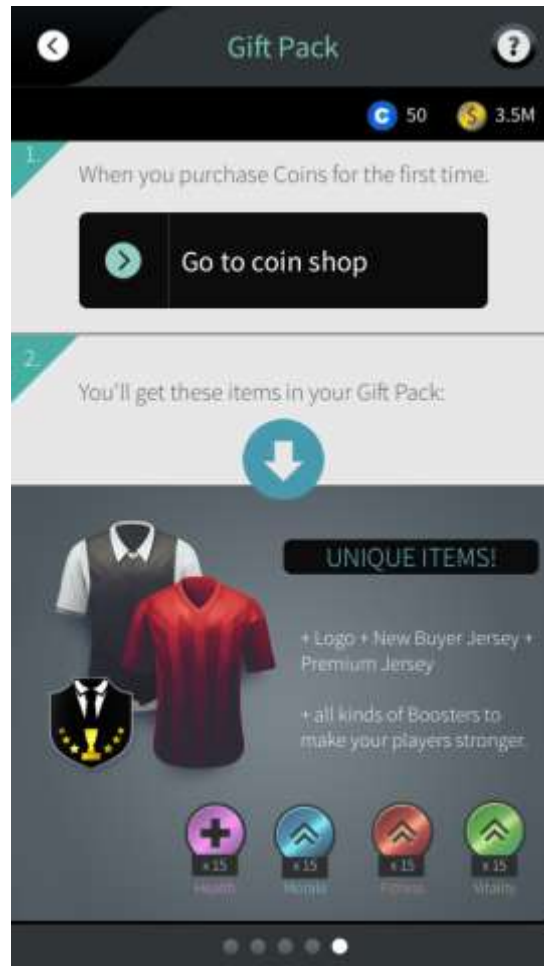 Gift Pack
?
C 50 $ 3.5M
1.
When you purchase Coins for the first time.
Go to coin shop
2.
You'll get these items in your Gift Pack:
UNIQUE ITEMS!
+ Logo + New Buyer Jersey +
Premium Jersey
+ all kinds of Boosters to
make your players stronger.
x 15 x 15 x 15 x 15
Health Morale Fitness Vitality